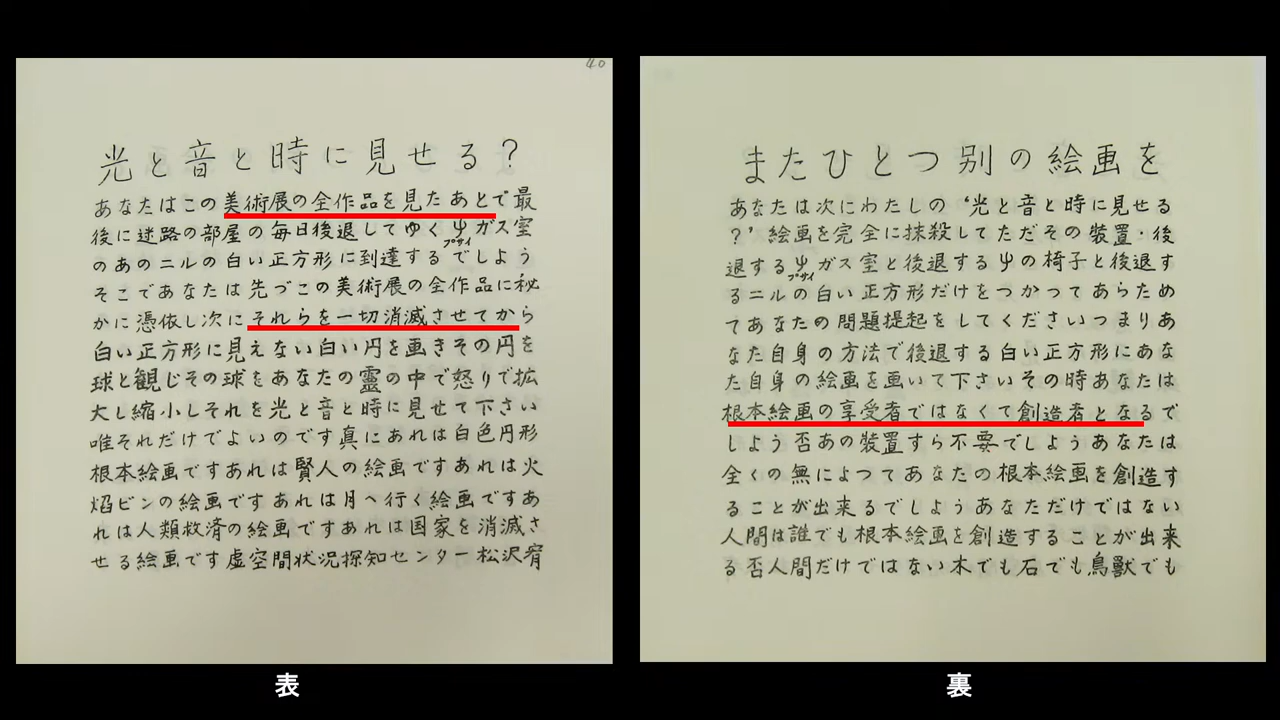 40
光と音と時に見せる?
あなたはこの美術展の全作品を見たあとで最
後に迷路の部屋の毎日後退してゆくψガス室
プサイ
のあのニルの白い正方形に到達するでしよう
そこであなたは先づこの美術展の全作品に秘
かに憑依し次にそれらを一切消滅させてから
白い正方形に見えない白い円を画きその円を
球と観じその球をあなたの靈の中で怒りで拡
大し縮小しそれを光と音と時に見せて下さい
唯それだけでよいのです真にあれは白色円形
根本絵画ですあれは賢人の絵画ですあれは火
焰ビンの絵画ですあれは月へ行く絵画ですあ
れは人類救済の絵画ですあれは国家を消滅さ
せる絵画です虚空間状況探知センター松沢宥
表
またひとつ別の絵画を
あなたは次にわたしの‘光と音と時に見せる
?’絵画を完全に抹殺してただその装置・後
退するψガス室と後退するψの椅子と後退す
プサイ
るニルの白い正方形だけをつかつてあらため
てあなたの問題提起をしてくださいつまりあ
なた自身の方法で後退する白い正方形にあな
た自身の絵画を画いて下さいその時あなたは
根本絵画の享受者ではなくて創造者となるで
しよう否あの装置すら不要でしようあなたは
全くの無によつてあなたの根本絵画を創造す
ることが出来るでしようあなただけではない
人間は誰でも根本絵画を創造することが出来
る否人間だけではない木でも石でも鳥獣でも
裏